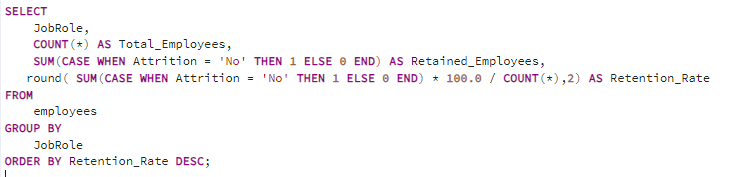 SELECT
    JobRole,
    COUNT(*) AS Total_Employees,
    SUM(CASE WHEN Attrition = 'No' THEN 1 ELSE 0 END) AS Retained_Employees,
   round( SUM(CASE WHEN Attrition = 'No' THEN 1 ELSE 0 END) * 100.0 / COUNT(*),2) AS Retention_Rate
FROM
    employees
GROUP BY
    JobRole
ORDER BY Retention_Rate DESC;